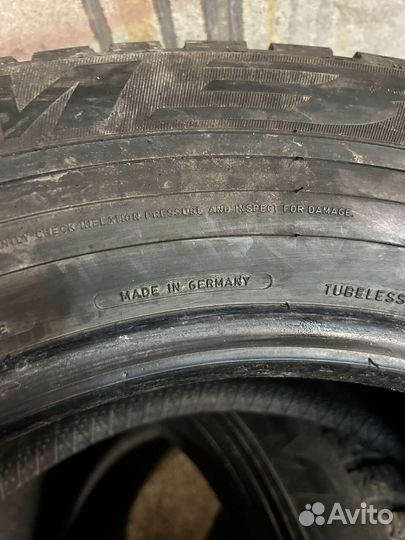 CHECK INFLATION PRESSURE AND INSPECT FOR DAMAGE.
MADE IN GERMANY
TUBELESS
Avito